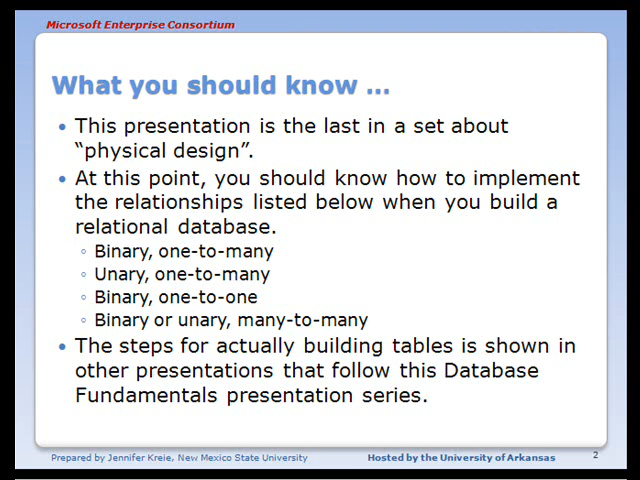 Microsoft Enterprise Consortium
What you should know ...
• This presentation is the last in a set about
“physical design”.
• At this point, you should know how to implement
the relationships listed below when you build a
relational database.
◦ Binary, one-to-many
◦ Unary, one-to-many
◦ Binary, one-to-one
◦ Binary or unary, many-to-many
• The steps for actually building tables is shown in
other presentations that follow this Database
Fundamentals presentation series.
Prepared by Jennifer Kreie, New Mexico State University
Hosted by the University of Arkansas
2